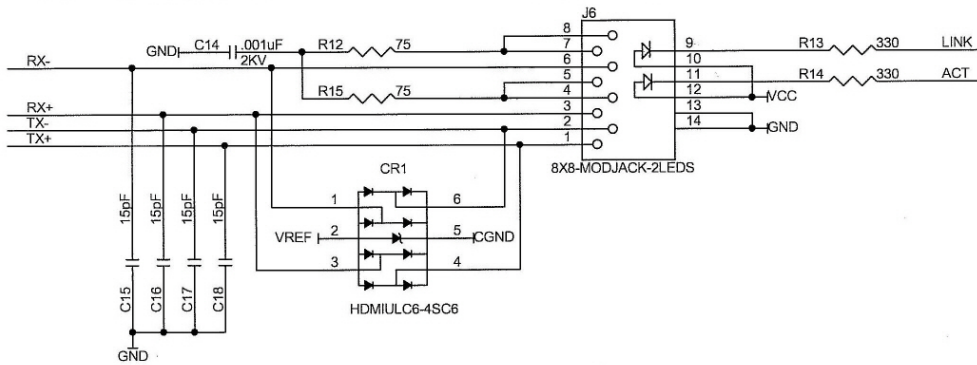 J6
GND C14 .001uF 2KV R12 75 8
7
9 R13 330 LINK
RX- 6 10
R15 75 5 11 R14 330 ACT
4 12 VCC
RX+ 3 13
TX- 2 14 GND
TX+ 1
8X8-MODJACK-2LEDS
CR1
15pF 15pF 15pF 15pF
1 6
VREF 2 5 CGND
3 4
C15 C16 C17 C18
HDMIULC6-4SC6
GND